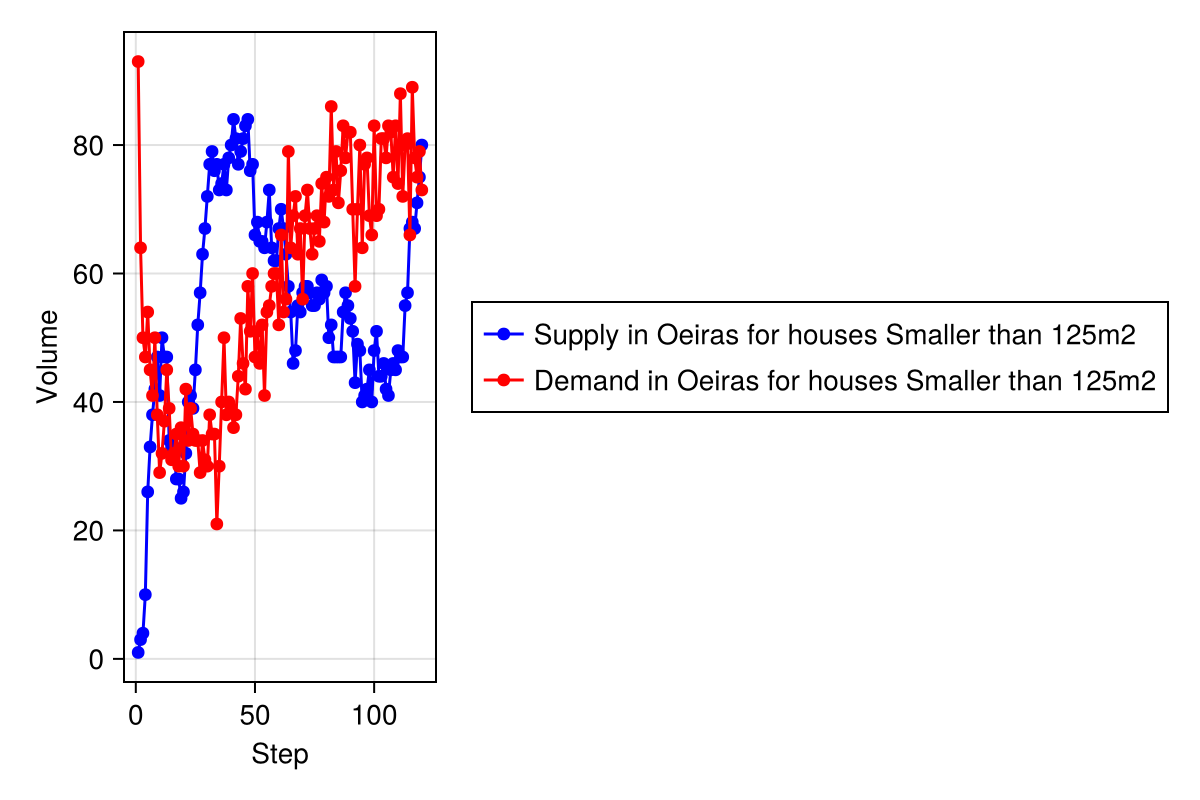 Volume
80
60
40
20
0
0 50 100
Step
Supply in Oeiras for houses Smaller than 125m2
Demand in Oeiras for houses Smaller than 125m2